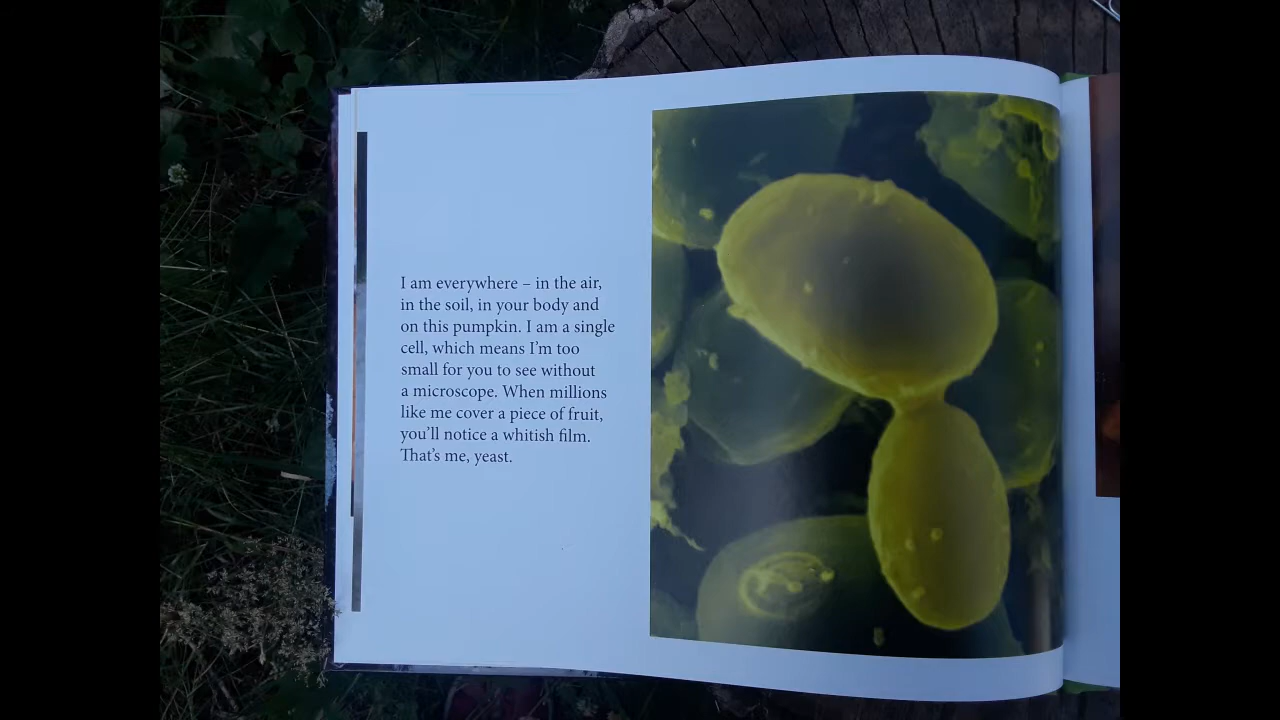 I am everywhere – in the air,
in the soil, in your body and
on this pumpkin. I am a single
cell, which means I'm too
small for you to see without
a microscope. When millions
like me cover a piece of fruit,
you'll notice a whitish film.
That's me, yeast.